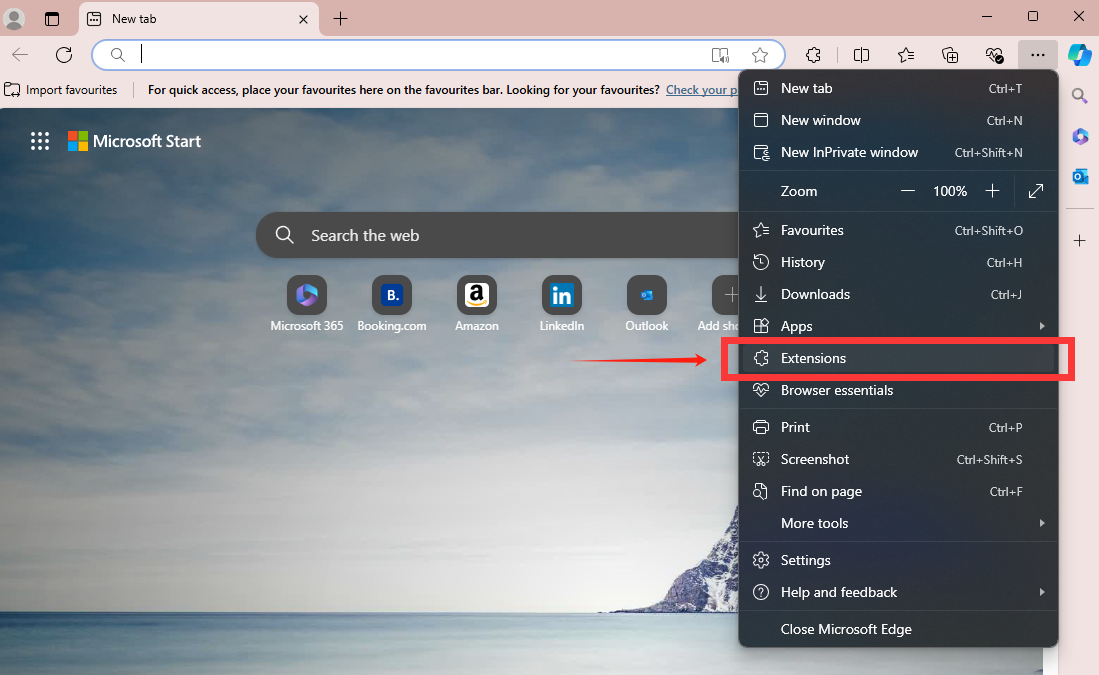 New tab
Import favourites
For quick access, place your favourites here on the favourites bar. Looking for your favourites? Check your p
Microsoft Start
Search the web
Microsoft 365
B.
Booking.com
a
Amazon
in
LinkedIn
Outlook
Add sho
New tab Ctrl+T
New window Ctrl+N
New InPrivate window Ctrl+Shift+N
Zoom 100%
Favourites Ctrl+Shift+O
History Ctrl+H
Downloads Ctrl+J
Apps
Extensions
Browser essentials
Print Ctrl+P
Screenshot Ctrl+Shift+S
Find on page Ctrl+F
More tools
Settings
Help and feedback
Close Microsoft Edge